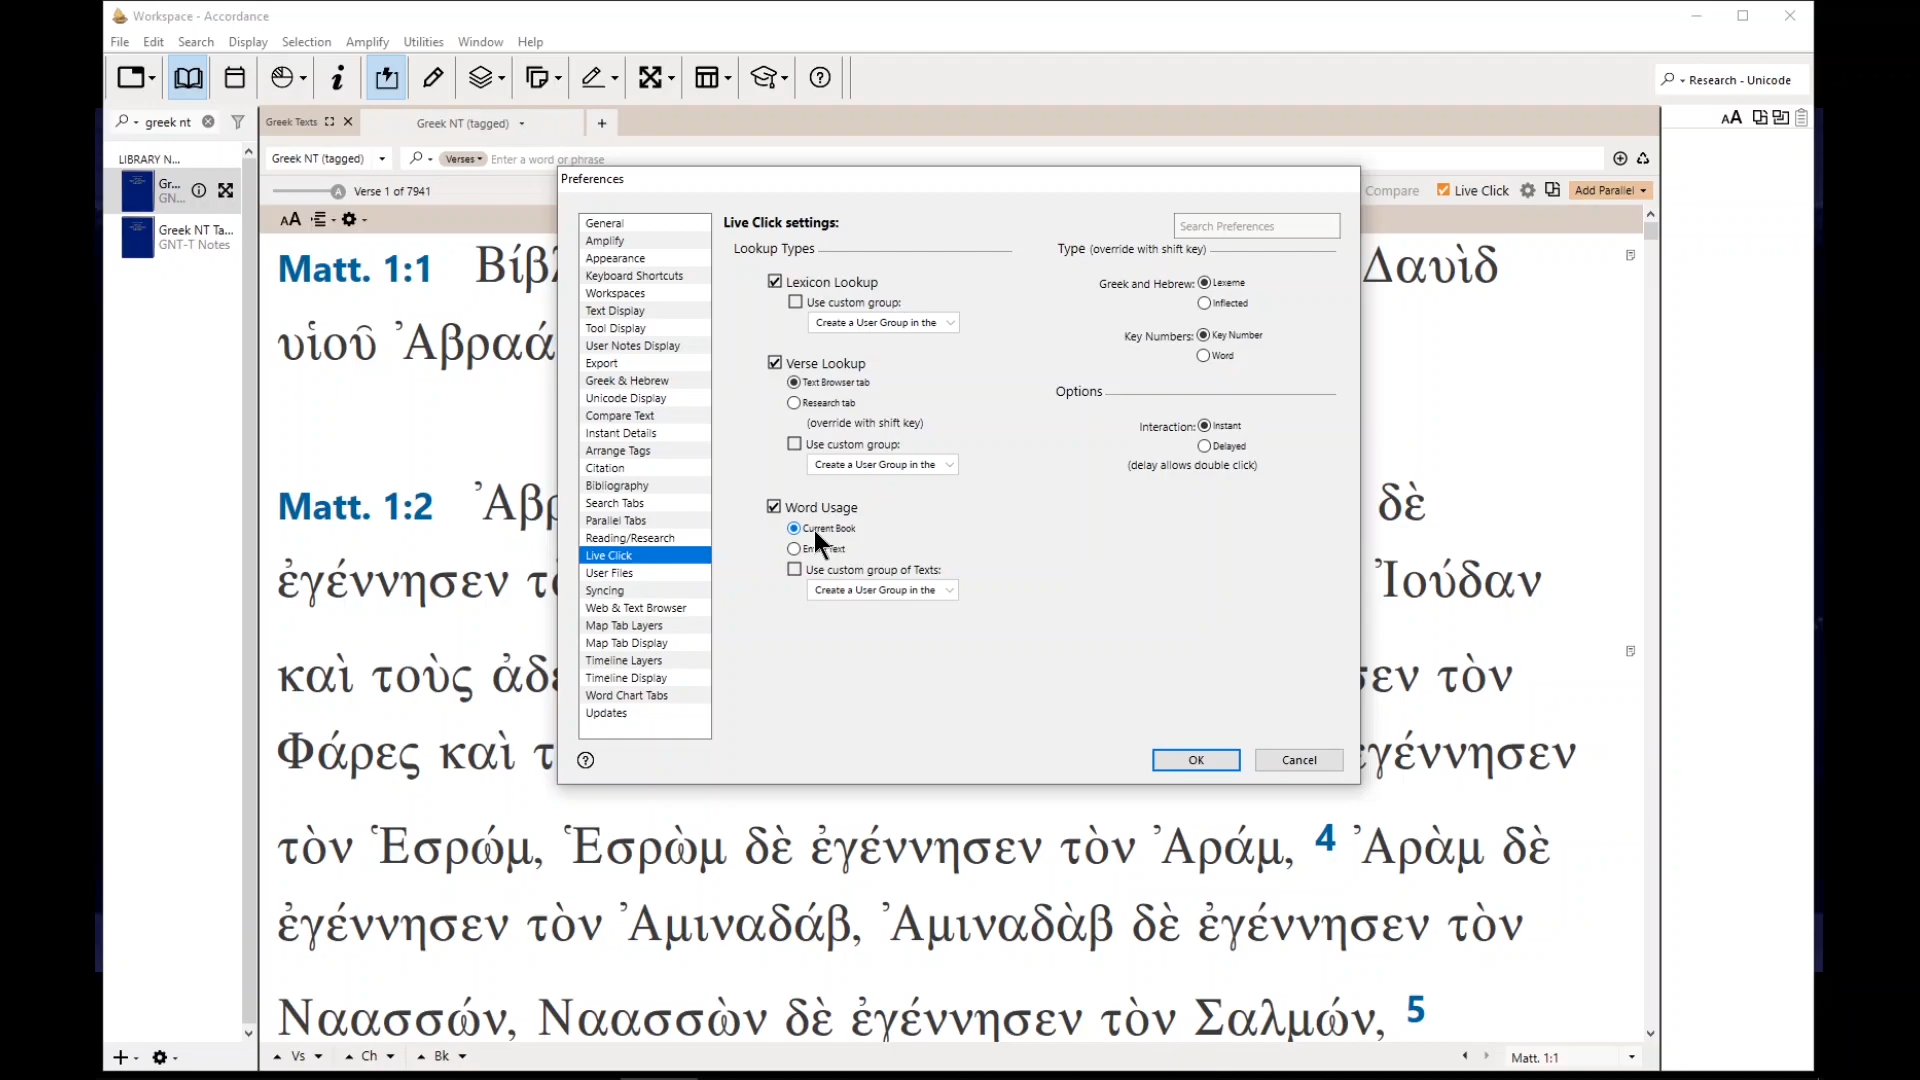 Workspace - Accordance
File Edit Search Display Selection Amplify Utilities Window Help
Research - Unicode
greek nt
Greek Texts
Greek NT (tagged)
LIBRARY N...
Gr...
GN...
Greek NT Ta...
GNT-T Notes
Greek NT (tagged)
Verses
Enter a word or phrase
Verse 1 of 7941
Compare
Live Click
Add Parallel
AA
AA
Matt. 1:1
Δαυὶδ
υἱοῦ
Matt. 1:2
δὲ
ἐγέννησεν
Ἰούδαν
καὶ τοὺς
τὸν
Φάρες καὶ
τὸν Ἑσρώμ, Ἑσρὼμ δὲ ἐγέννησεν τὸν Ἀράμ, 4 Ἀρὰμ δὲ
ἐγέννησεν τὸν Ἀμιναδάβ, Ἀμιναδὰβ δὲ ἐγέννησεν τὸν
Ναασσών, Ναασσὼν δὲ ἐγέννησεν τὸν Σαλμών, 5
Vs Ch Bk
Matt. 1:1
Preferences
General
Amplify
Appearance
Keyboard Shortcuts
Workspaces
Text Display
Tool Display
User Notes Display
Export
Greek & Hebrew
Unicode Display
Compare Text
Instant Details
Arrange Tags
Citation
Bibliography
Search Tabs
Parallel Tabs
Reading/Research
Live Click
User Files
Syncing
Web & Text Browser
Map Tab Layers
Map Tab Display
Timeline Layers
Timeline Display
Word Chart Tabs
Updates
Live Click settings:
Search Preferences
Lookup Types
Lexicon Lookup
Use custom group:
Create a User Group in the
Verse Lookup
Text Browser tab
Research tab
(override with shift key)
Use custom group:
Create a User Group in the
Word Usage
Current Book
Use custom group of Texts:
Create a User Group in the
Type (override with shift key)
Greek and Hebrew: Lexeme
Inflected
Key Numbers: Key Number
Word
Options
Interaction: Instant
Delayed
(delay allows double click)
OK
Cancel